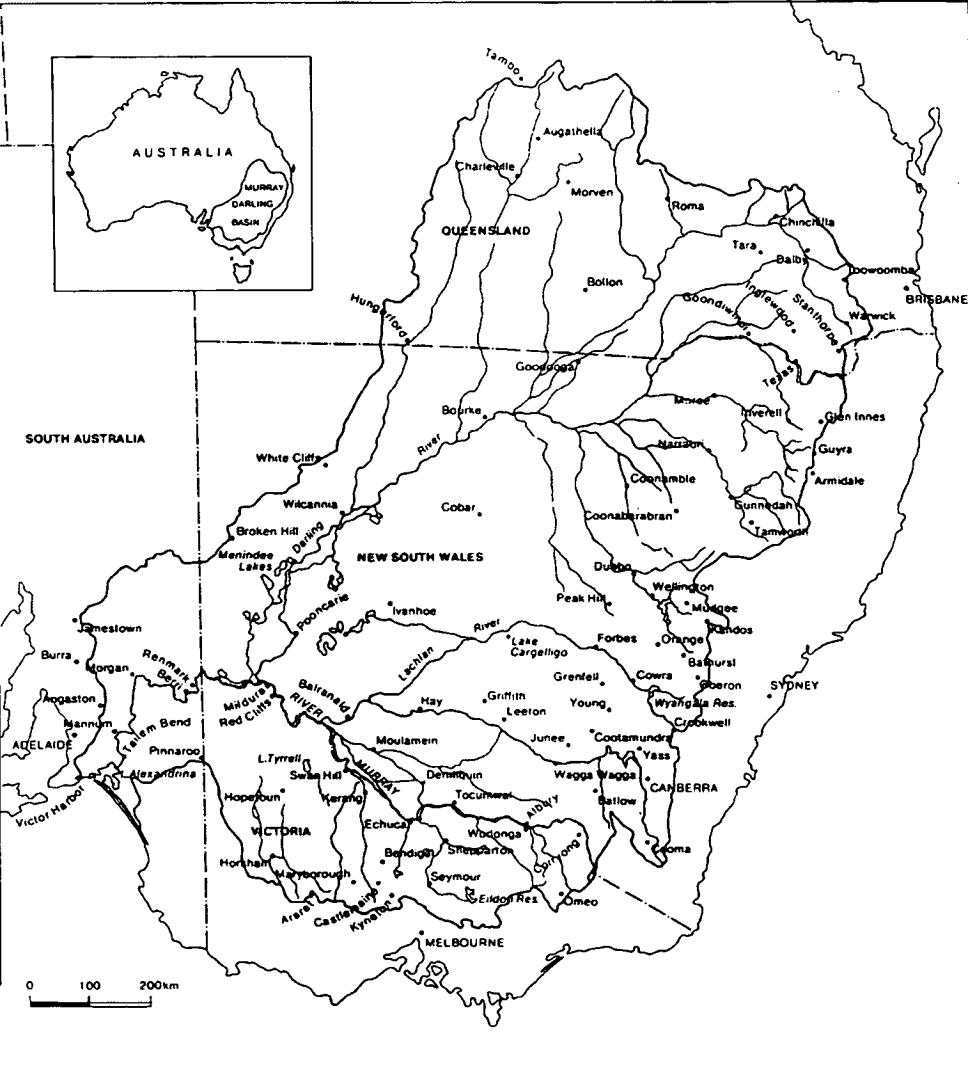 Tambo
AUSTRALIA
MURRAY
DARLING
BASIN
Augathella
Charleville
Morven
QUEENSLAND
Roma
Chinchilla
Tara
Dalby
Toowoomba
Bollon
BRISBANE
Hungerford
Goondiwindi
Inglewood
Stanthorpe
Warwick
Goodooga
Texas
Bourke
Moree
Inverell
Glen Innes
SOUTH AUSTRALIA
River
Narrabri
Guyra
White Cliffs
Coonamble
Armidale
Wilcannia
Cobar
Gunnedah
Coonabarabran
Tamworth
Broken Hill
Darling
Menindee
Lakes
NEW SOUTH WALES
Dubbo
Wellington
Peak Hill
Mudgee
Pooncarie
Ivanhoe
Jamestown
River
Lake
Cargelligo
Forbes
Orange
Kandos
Burra
Morgan
Renmark
Berri
Lachlan
Bathurst
Grenfell
Cowra
Oberon
SYDNEY
Angaston
Mildura
Red Cliffs
RIVER
Balranald
Hay
Griffith
Leeton
Young
Wyangala Res.
Crookwell
Mannum
Tailem Bend
ADELAIDE
Pinnaroo
Moulamein
Junee
Cootamundra
Yass
L.Tyrrell
Alexandrina
Swan Hill
MURRAY
Deniliquin
Wagga Wagga
CANBERRA
Victor Harbor
Hopetoun
Kerang
Tocumwal
Albury
Batlow
VICTORIA
Echuca
Wodonga
Shepparton
Corryong
Cooma
Horsham
Bendigo
Maryborough
Seymour
Eildon Res.
Omeo
Ararat
Castlemaine
Kyneton
MELBOURNE
0 100 200km